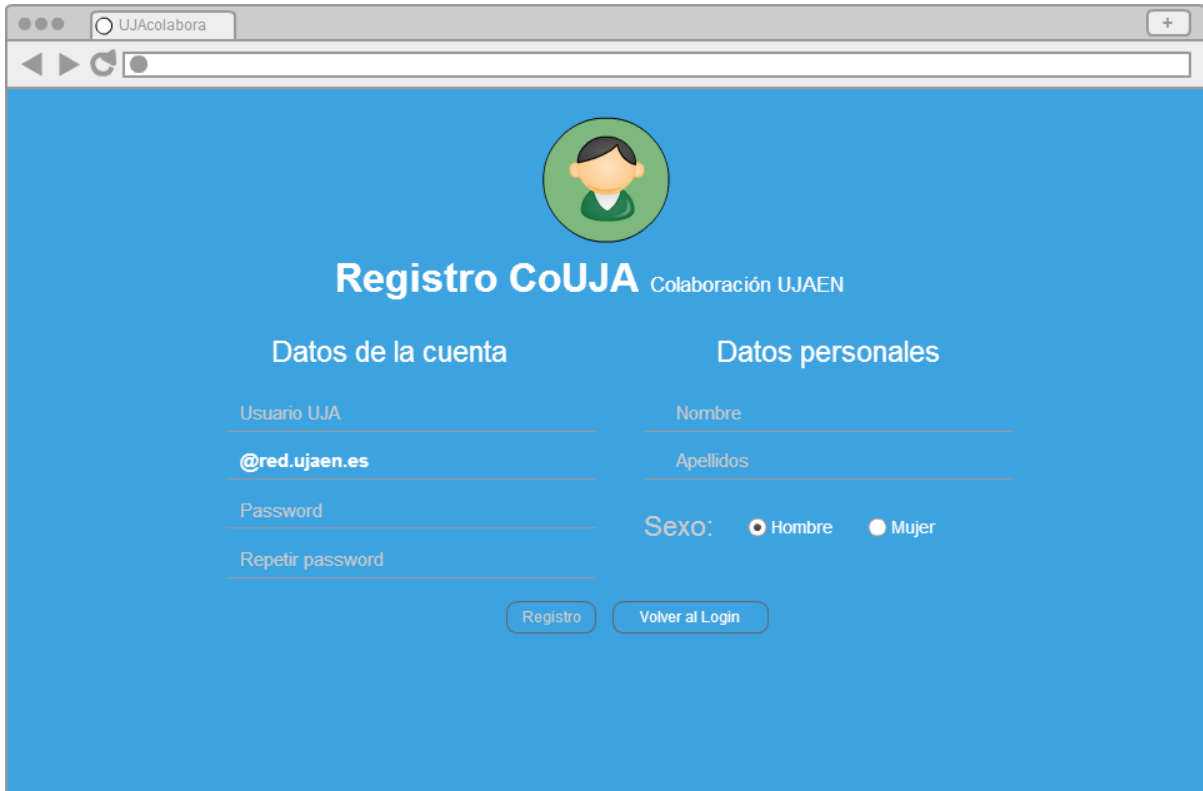 UJAcolabora
+
Registro CoUJA Colaboración UJAEN
Datos de la cuenta
Usuario UJA
@red.ujaen.es
Password
Repetir password
Datos personales
Nombre
Apellidos
Sexo: Hombre Mujer
Registro Volver al Login